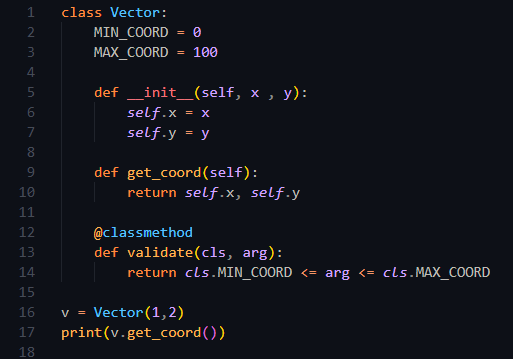 1 class Vector:
2     MIN_COORD = 0
3     MAX_COORD = 100
4
5     def __init__(self, x , y):
6         self.x = x
7         self.y = y
8
9     def get_coord(self):
10         return self.x, self.y
11
12     @classmethod
13     def validate(cls, arg):
14         return cls.MIN_COORD <= arg <= cls.MAX_COORD
15
16 v = Vector(1,2)
17 print(v.get_coord())
18